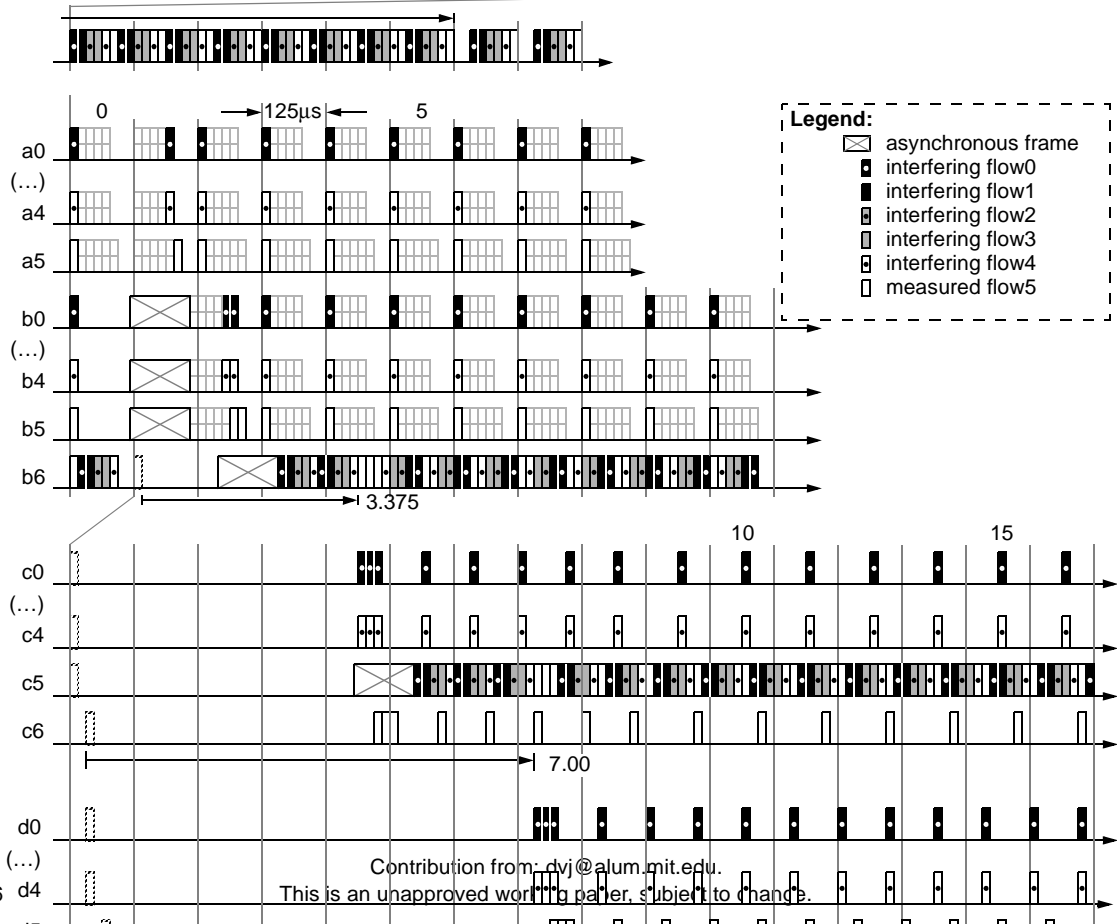 0 125μs 5
Legend:
asynchronous frame
interfering flow0
interfering flow1
interfering flow2
interfering flow3
interfering flow4
measured flow5
a0
(…)
a4
a5
b0
(…)
b4
b5
b6
3.375
10 15
c0
(…)
c4
c5
c6
7.00
d0
(…)
Contribution from: dvj@alum.mit.edu.
d4 This is an unapproved working paper, subject to change.